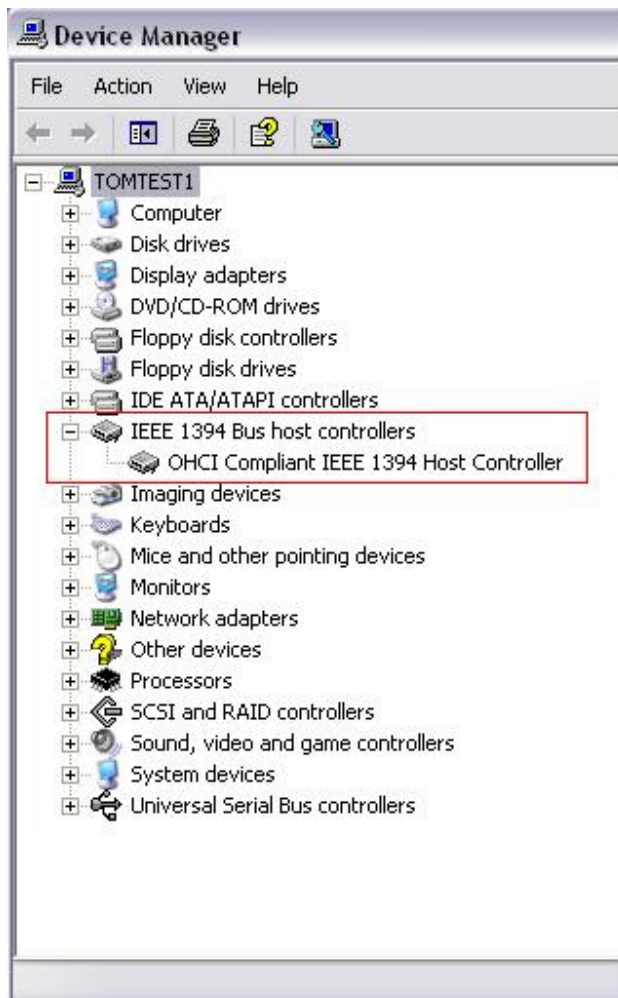 Device Manager
File Action View Help
TOMTEST1
Computer
Disk drives
Display adapters
DVD/CD-ROM drives
Floppy disk controllers
Floppy disk drives
IDE ATA/ATAPI controllers
IEEE 1394 Bus host controllers
OHCI Compliant IEEE 1394 Host Controller
Imaging devices
Keyboards
Mice and other pointing devices
Monitors
Network adapters
Other devices
Processors
SCSI and RAID controllers
Sound, video and game controllers
System devices
Universal Serial Bus controllers